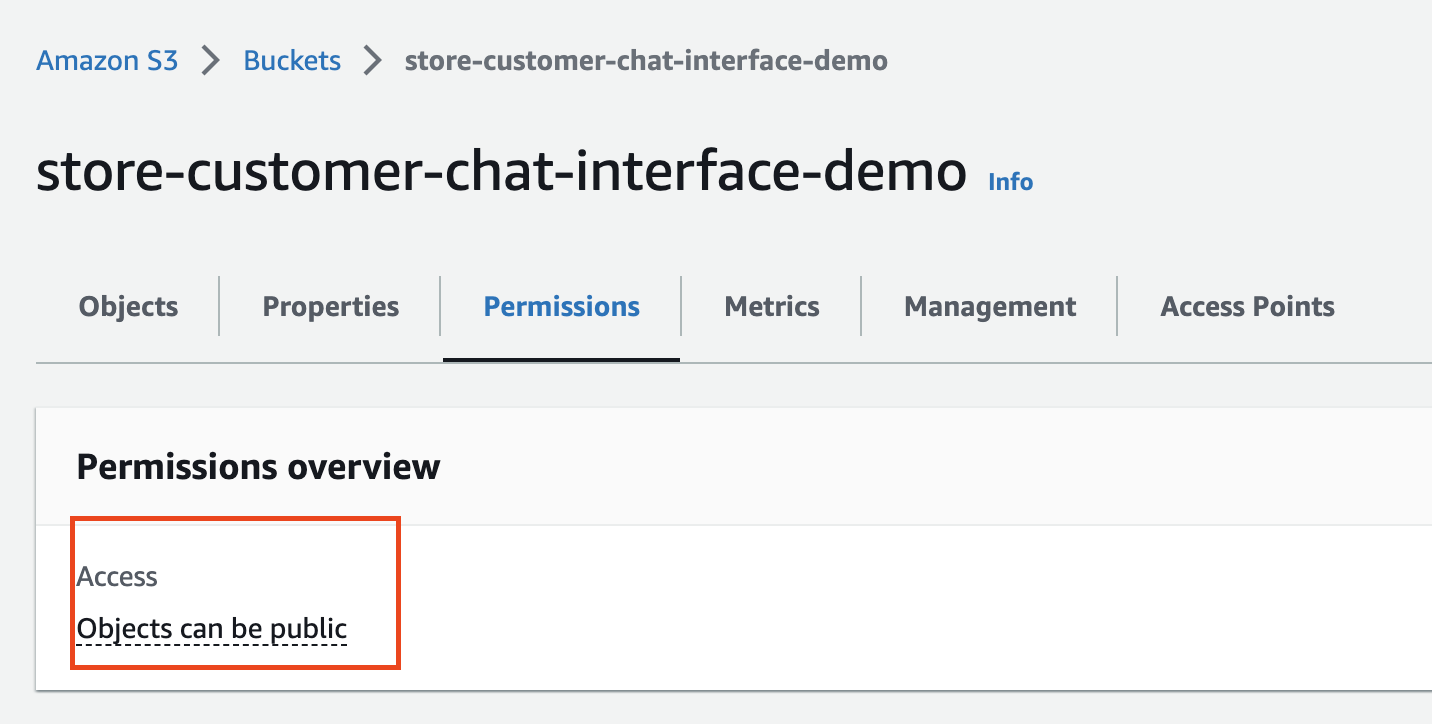 Amazon S3 > Buckets > store-customer-chat-interface-demo
store-customer-chat-interface-demo Info
Objects Properties Permissions Metrics Management Access Points
Permissions overview
Access
Objects can be public